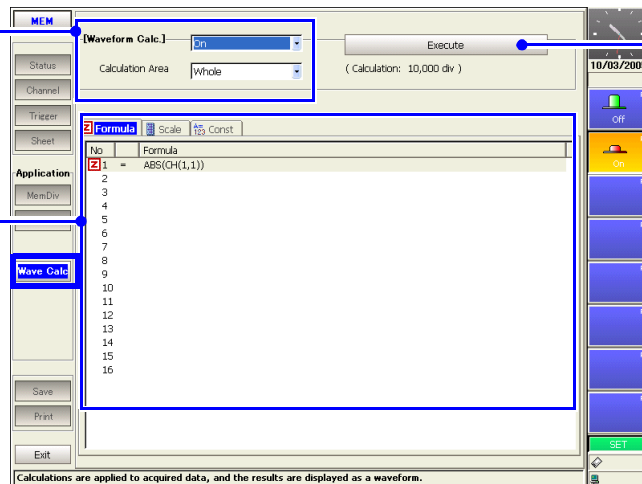 MEM
[Waveform Calc.]
On
Execute
Status
Calculation Area
Whole
( Calculation: 10,000 div )
10/03/200
Channel
Trigger
Off
Z Formula
Scale
A= 123 Const
Sheet
No
Formula
On
Z 1 = ABS(CH(1,1))
Application
2
MemDiv
3
4
5
6
7
8
Wave Calc
9
10
11
12
13
14
15
16
Save
Print
SET
Exit
Calculations are applied to acquired data, and the results are displayed as a waveform.